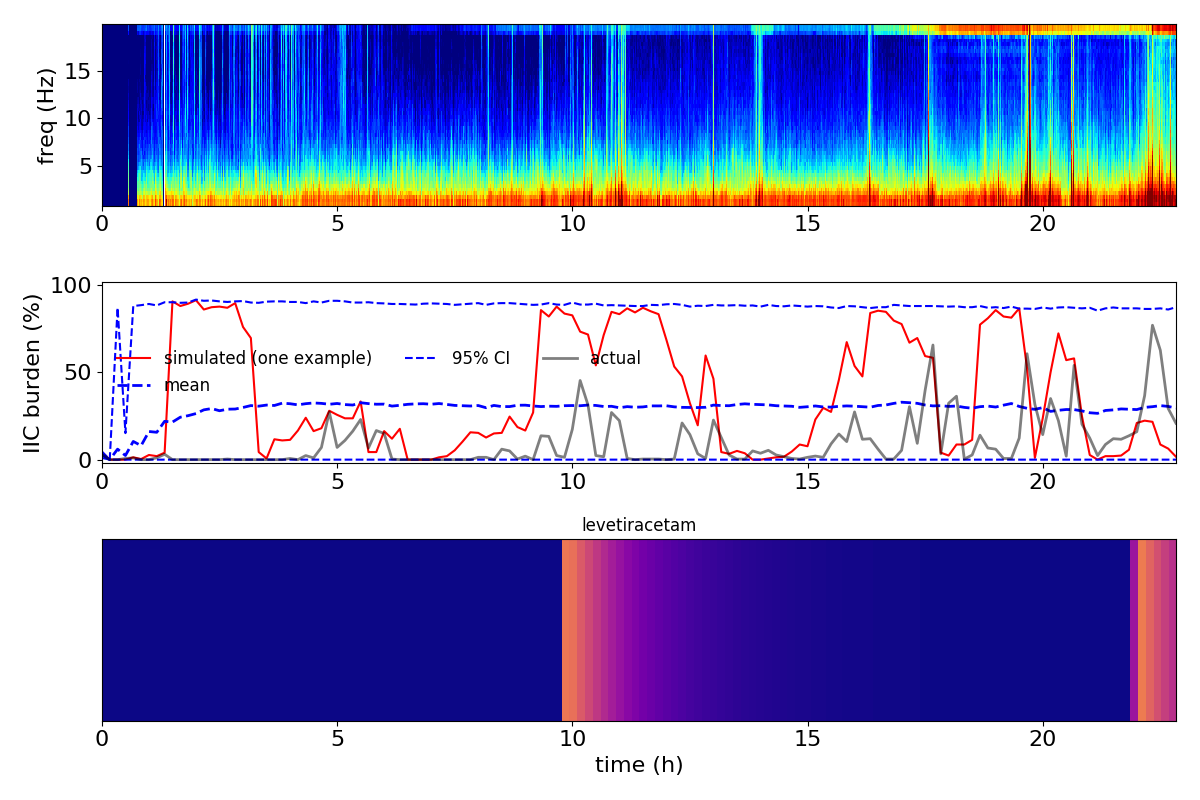 freq (Hz)
15
10
5
0 5 10 15 20
IIC burden (%)
100
50
0
simulated (one example) 95% CI actual
mean
0 5 10 15 20
levetiracetam
0 5 10 15 20
time (h)